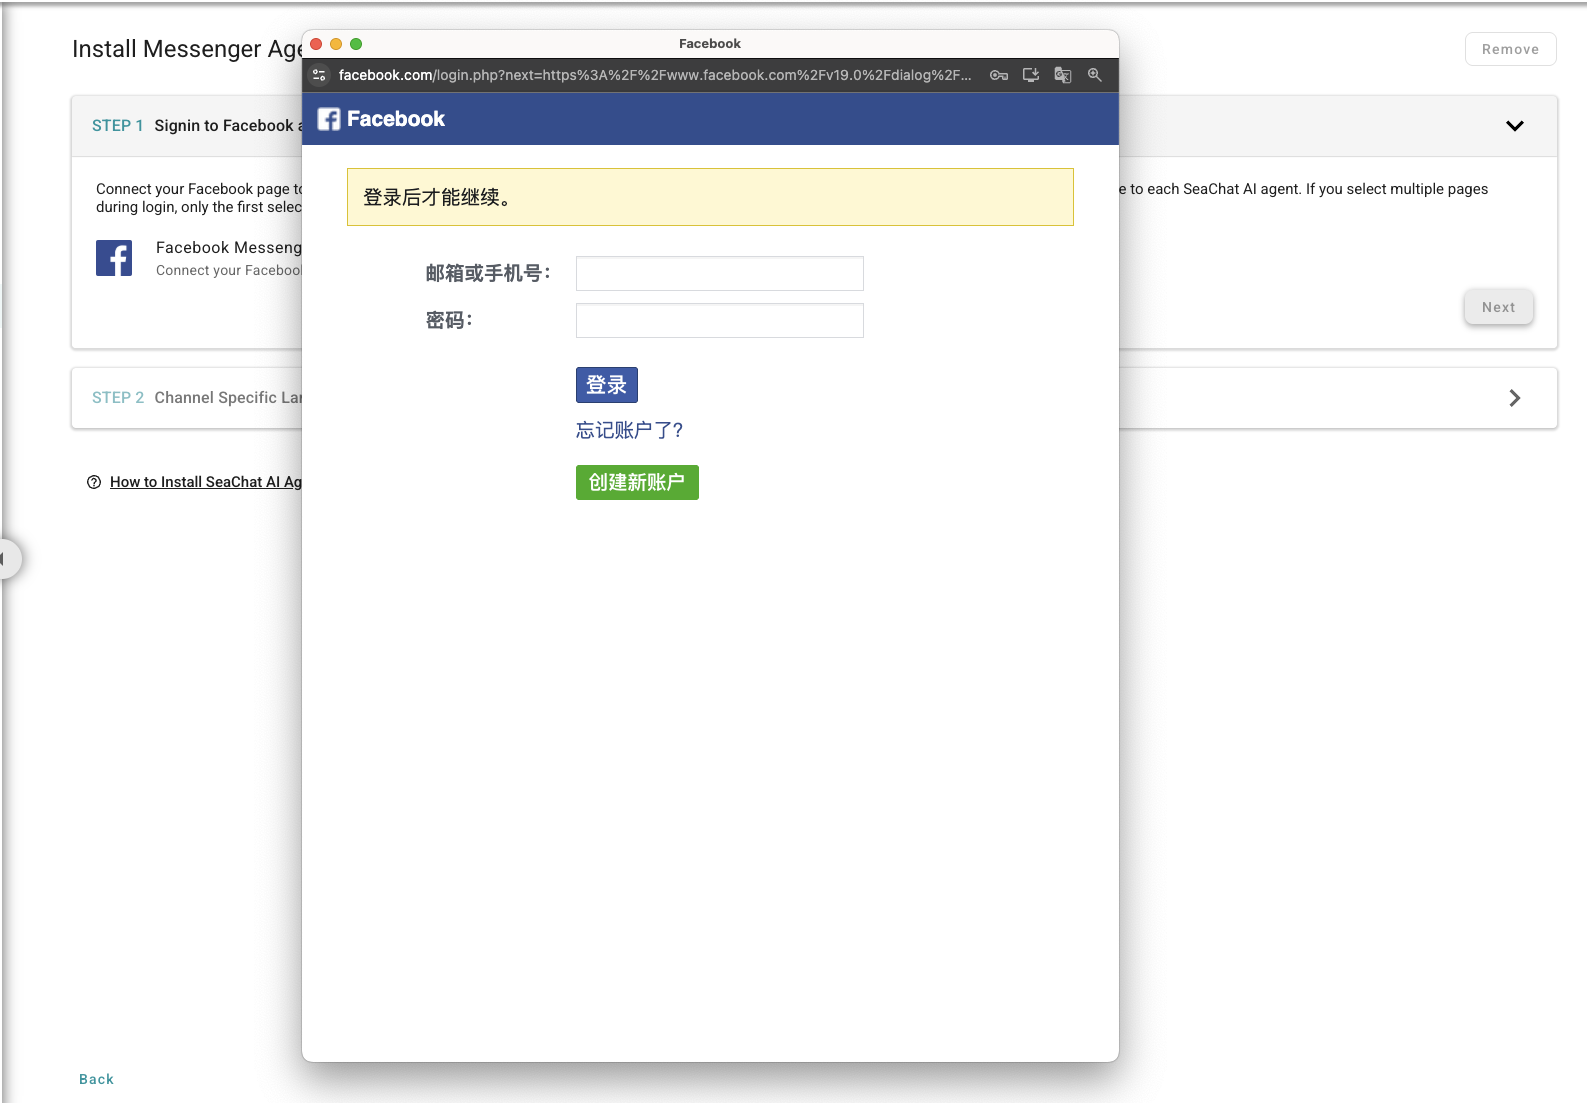 Install Messenger Age
Remove
STEP 1 Signin to Facebook a
Connect your Facebook page to
e to each SeaChat AI agent. If you select multiple pages
during login, only the first selec
Facebook Messeng
Connect your Facebook
Next
STEP 2 Channel Specific Lan
How to Install SeaChat AI Ag
Back
Facebook
facebook.com/login.php?next=https%3A%2F%2Fwww.facebook.com%2Fv19.0%2Fdialog%2F...
Facebook
登录后才能继续。
邮箱或手机号：
密码：
登录
忘记账户了?
创建新账户